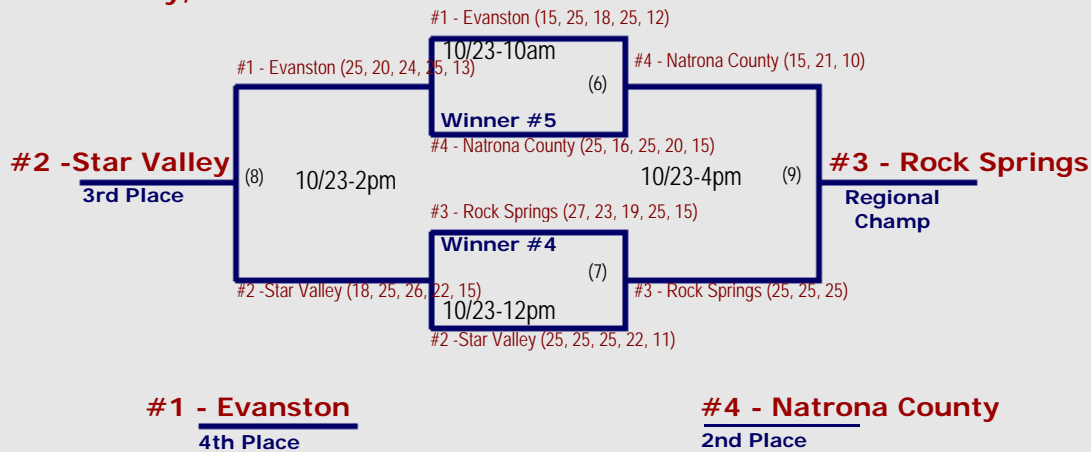 #1 - Evanston (15, 25, 18, 25, 12)
10/23-10am
#1 - Evanston (25, 20, 24, 25, 13)
#4 - Natrona County (15, 21, 10)
(6)
Winner #5
#4 - Natrona County (25, 16, 25, 20, 15)
#2 -Star Valley
(8)
10/23-2pm
10/23-4pm
(9)
#3 - Rock Springs
3rd Place
Regional
Champ
#3 - Rock Springs (27, 23, 19, 25, 15)
Winner #4
(7)
#2 -Star Valley (18, 25, 26, 22, 15)
#3 - Rock Springs (25, 25, 25)
10/23-12pm
#2 -Star Valley (25, 25, 25, 22, 11)
#1 - Evanston
#4 - Natrona County
4th Place
2nd Place